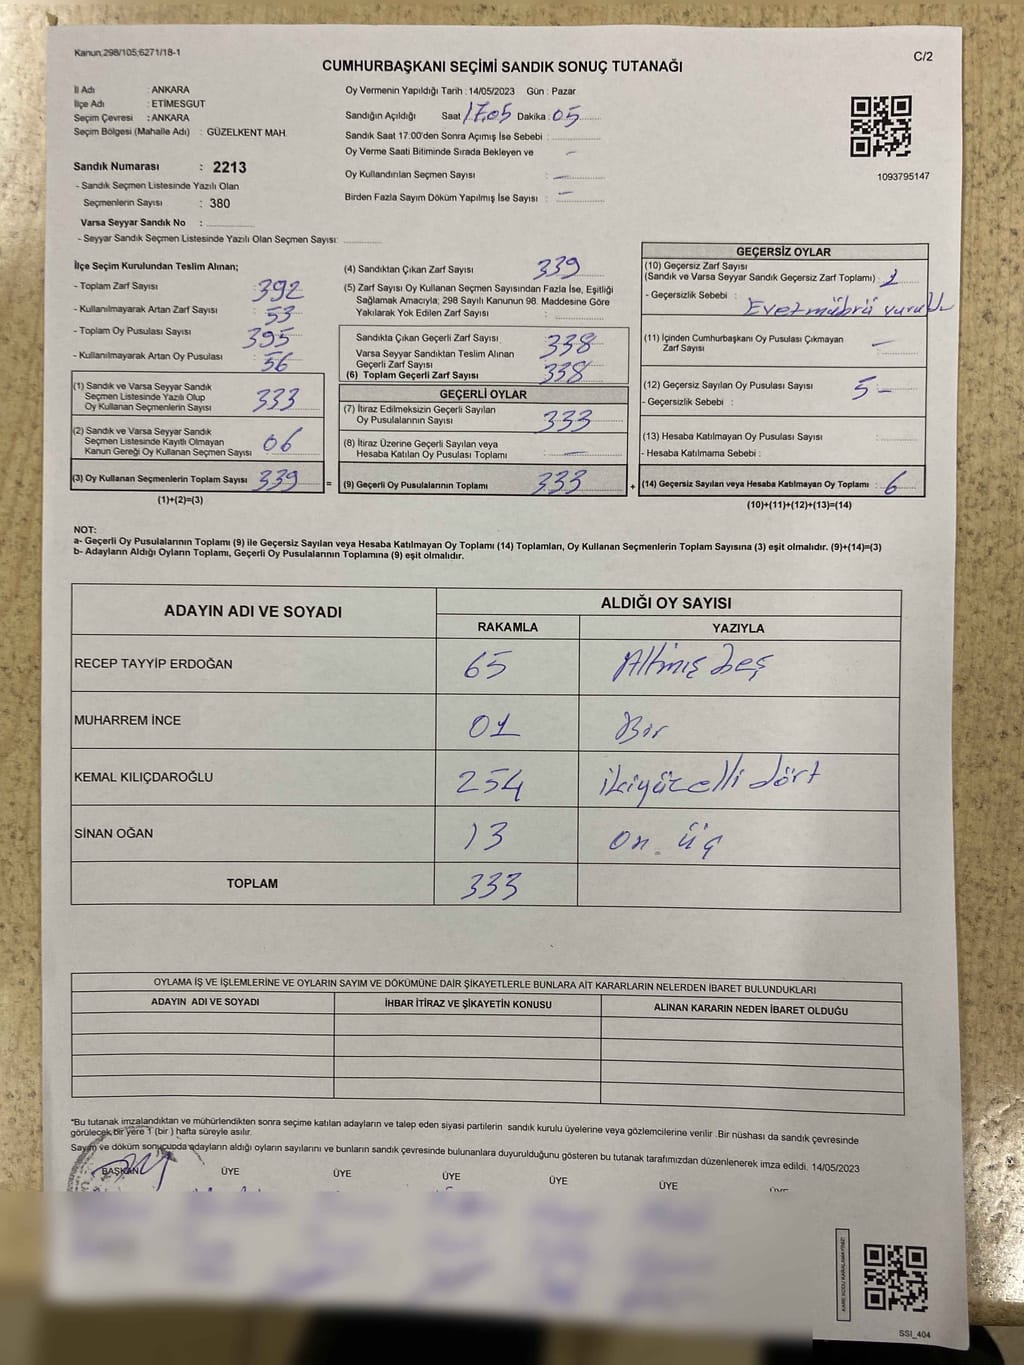 Kanun;298/105;6271/18-1
C/2
CUMHURBAŞKANI SEÇİMİ SANDIK SONUÇ TUTANAĞI
İl Adı : ANKARA
İlçe Adı : ETİMESGUT
Seçim Çevresi : ANKARA
Seçim Bölgesi (Mahalle Adı) : GÜZELKENT MAH.
Sandık Numarası : 2213
- Sandık Seçmen Listesinde Yazılı Olan
Seçmenlerin Sayısı : 380
Varsa Seyyar Sandık No :
- Seyyar Sandık Seçmen Listesinde Yazılı Olan Seçmen Sayısı:
Oy Vermenin Yapıldığı Tarih : 14/05/2023 Gün : Pazar
Sandığın Açıldığı Saat 17.05 Dakika : 05
Sandık Saat 17:00'den Sonra Açımış İse Sebebi :
Oy Verme Saati Bitiminde Sırada Bekleyen ve —
Oy Kullandırılan Seçmen Sayısı : —
Birden Fazla Sayım Döküm Yapılmış İse Sayısı : —
1093795147
İlçe Seçim Kurulundan Teslim Alınan;
- Toplam Zarf Sayısı : 392
- Kullanılmayarak Artan Zarf Sayısı : 53
- Toplam Oy Pusulası Sayısı : 395
- Kullanılmayarak Artan Oy Pusulası : 56
(1) Sandık ve Varsa Seyyar Sandık
Seçmen Listesinde Yazılı Olup
Oy Kullanan Seçmenlerin Sayısı : 333
(2) Sandık ve Varsa Seyyar Sandık
Seçmen Listesinde Kayıtlı Olmayan
Kanun Gereği Oy Kullanan Seçmen Sayısı : 06
(3) Oy Kullanan Seçmenlerin Toplam Sayısı : 339 =
(1)+(2)=(3)
(4) Sandıktan Çıkan Zarf Sayısı : 339
(5) Zarf Sayısı Oy Kullanan Seçmen Sayısından Fazla İse, Eşitliği
Sağlamak Amacıyla; 298 Sayılı Kanunun 98. Maddesine Göre
Yakılarak Yok Edilen Zarf Sayısı :
Sandıkta Çıkan Geçerli Zarf Sayısı : 338
Varsa Seyyar Sandıktan Teslim Alınan
Geçerli Zarf Sayısı :
(6) Toplam Geçerli Zarf Sayısı : 338
GEÇERLİ OYLAR
(7) İtiraz Edilmeksizin Geçerli Sayılan
Oy Pusulalarının Sayısı : 333
(8) İtiraz Üzerine Geçerli Sayılan veya
Hesaba Katılan Oy Pusulası Toplamı : —
(9) Geçerli Oy Pusulalarının Toplamı : 333 +
GEÇERSİZ OYLAR
(10) Geçersiz Zarf Sayısı
(Sandık ve Varsa Seyyar Sandık Geçersiz Zarf Toplamı) : 1
- Geçersizlik Sebebi : Evet mührü vuruldu
(11) İçinden Cumhurbaşkanı Oy Pusulası Çıkmayan
Zarf Sayısı : —
(12) Geçersiz Sayılan Oy Pusulası Sayısı : 5 -
- Geçersizlik Sebebi :
(13) Hesaba Katılmayan Oy Pusulası Sayısı :
- Hesaba Katılmama Sebebi :
(14) Geçersiz Sayılan veya Hesaba Katılmayan Oy Toplamı : 6
(10)+(11)+(12)+(13)=(14)
NOT:
a- Geçerli Oy Pusulalarının Toplamı (9) ile Geçersiz Sayılan veya Hesaba Katılmayan Oy Toplamı (14) Toplamları, Oy Kullanan Seçmenlerin Toplam Sayısına (3) eşit olmalıdır. (9)+(14)=(3)
b- Adayların Aldığı Oyların Toplamı, Geçerli Oy Pusulalarının Toplamına (9) eşit olmalıdır.
ADAYIN ADI VE SOYADI ALDIĞI OY SAYISI
RAKAMLA YAZIYLA
RECEP TAYYİP ERDOĞAN 65 Altmış beş
MUHARREM İNCE 01 Bir
KEMAL KILIÇDAROĞLU 254 ikiyüz elli dört
SİNAN OĞAN 13 On üç
TOPLAM 333
OYLAMA İŞ VE İŞLEMLERİNE VE OYLARIN SAYIM VE DÖKÜMÜNE DAİR ŞİKAYETLERLE BUNLARA AİT KARARLARIN NELERDEN İBARET BULUNDUKLARI
ADAYIN ADI VE SOYADI İHBAR İTİRAZ VE ŞİKAYETİN KONUSU ALINAN KARARIN NEDEN İBARET OLDUĞU
*Bu tutanak imzalandıktan ve mühürlendikten sonra seçime katılan adayların ve talep eden siyasi partilerin sandık kurulu üyelerine veya gözlemcilerine verilir .Bir nüshası da sandık çevresinde
görülecek bir yere 1 (bir ) hafta süreyle asılır.
Sayım ve döküm sonucunda adayların aldığı oyların sayılarını ve bunların sandık çevresinde bulunanlara duyurulduğunu gösteren bu tutanak tarafımızdan düzenlenerek imza edildi. 14/05/2023
BAŞKAN ÜYE ÜYE ÜYE ÜYE ÜYE
KARE KODU KARALAMAYINIZ!
SSI_404